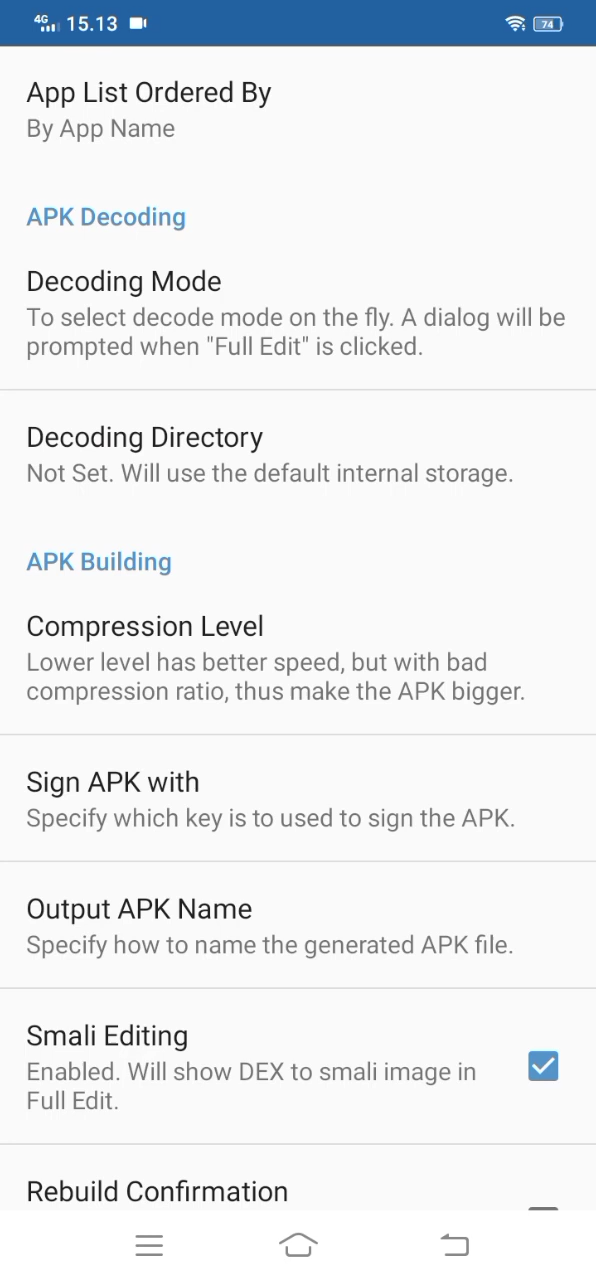 4G 15.13 74
App List Ordered By
By App Name
APK Decoding
Decoding Mode
To select decode mode on the fly. A dialog will be
prompted when "Full Edit" is clicked.
Decoding Directory
Not Set. Will use the default internal storage.
APK Building
Compression Level
Lower level has better speed, but with bad
compression ratio, thus make the APK bigger.
Sign APK with
Specify which key is to used to sign the APK.
Output APK Name
Specify how to name the generated APK file.
Smali Editing
Enabled. Will show DEX to smali image in
Full Edit.
Rebuild Confirmation